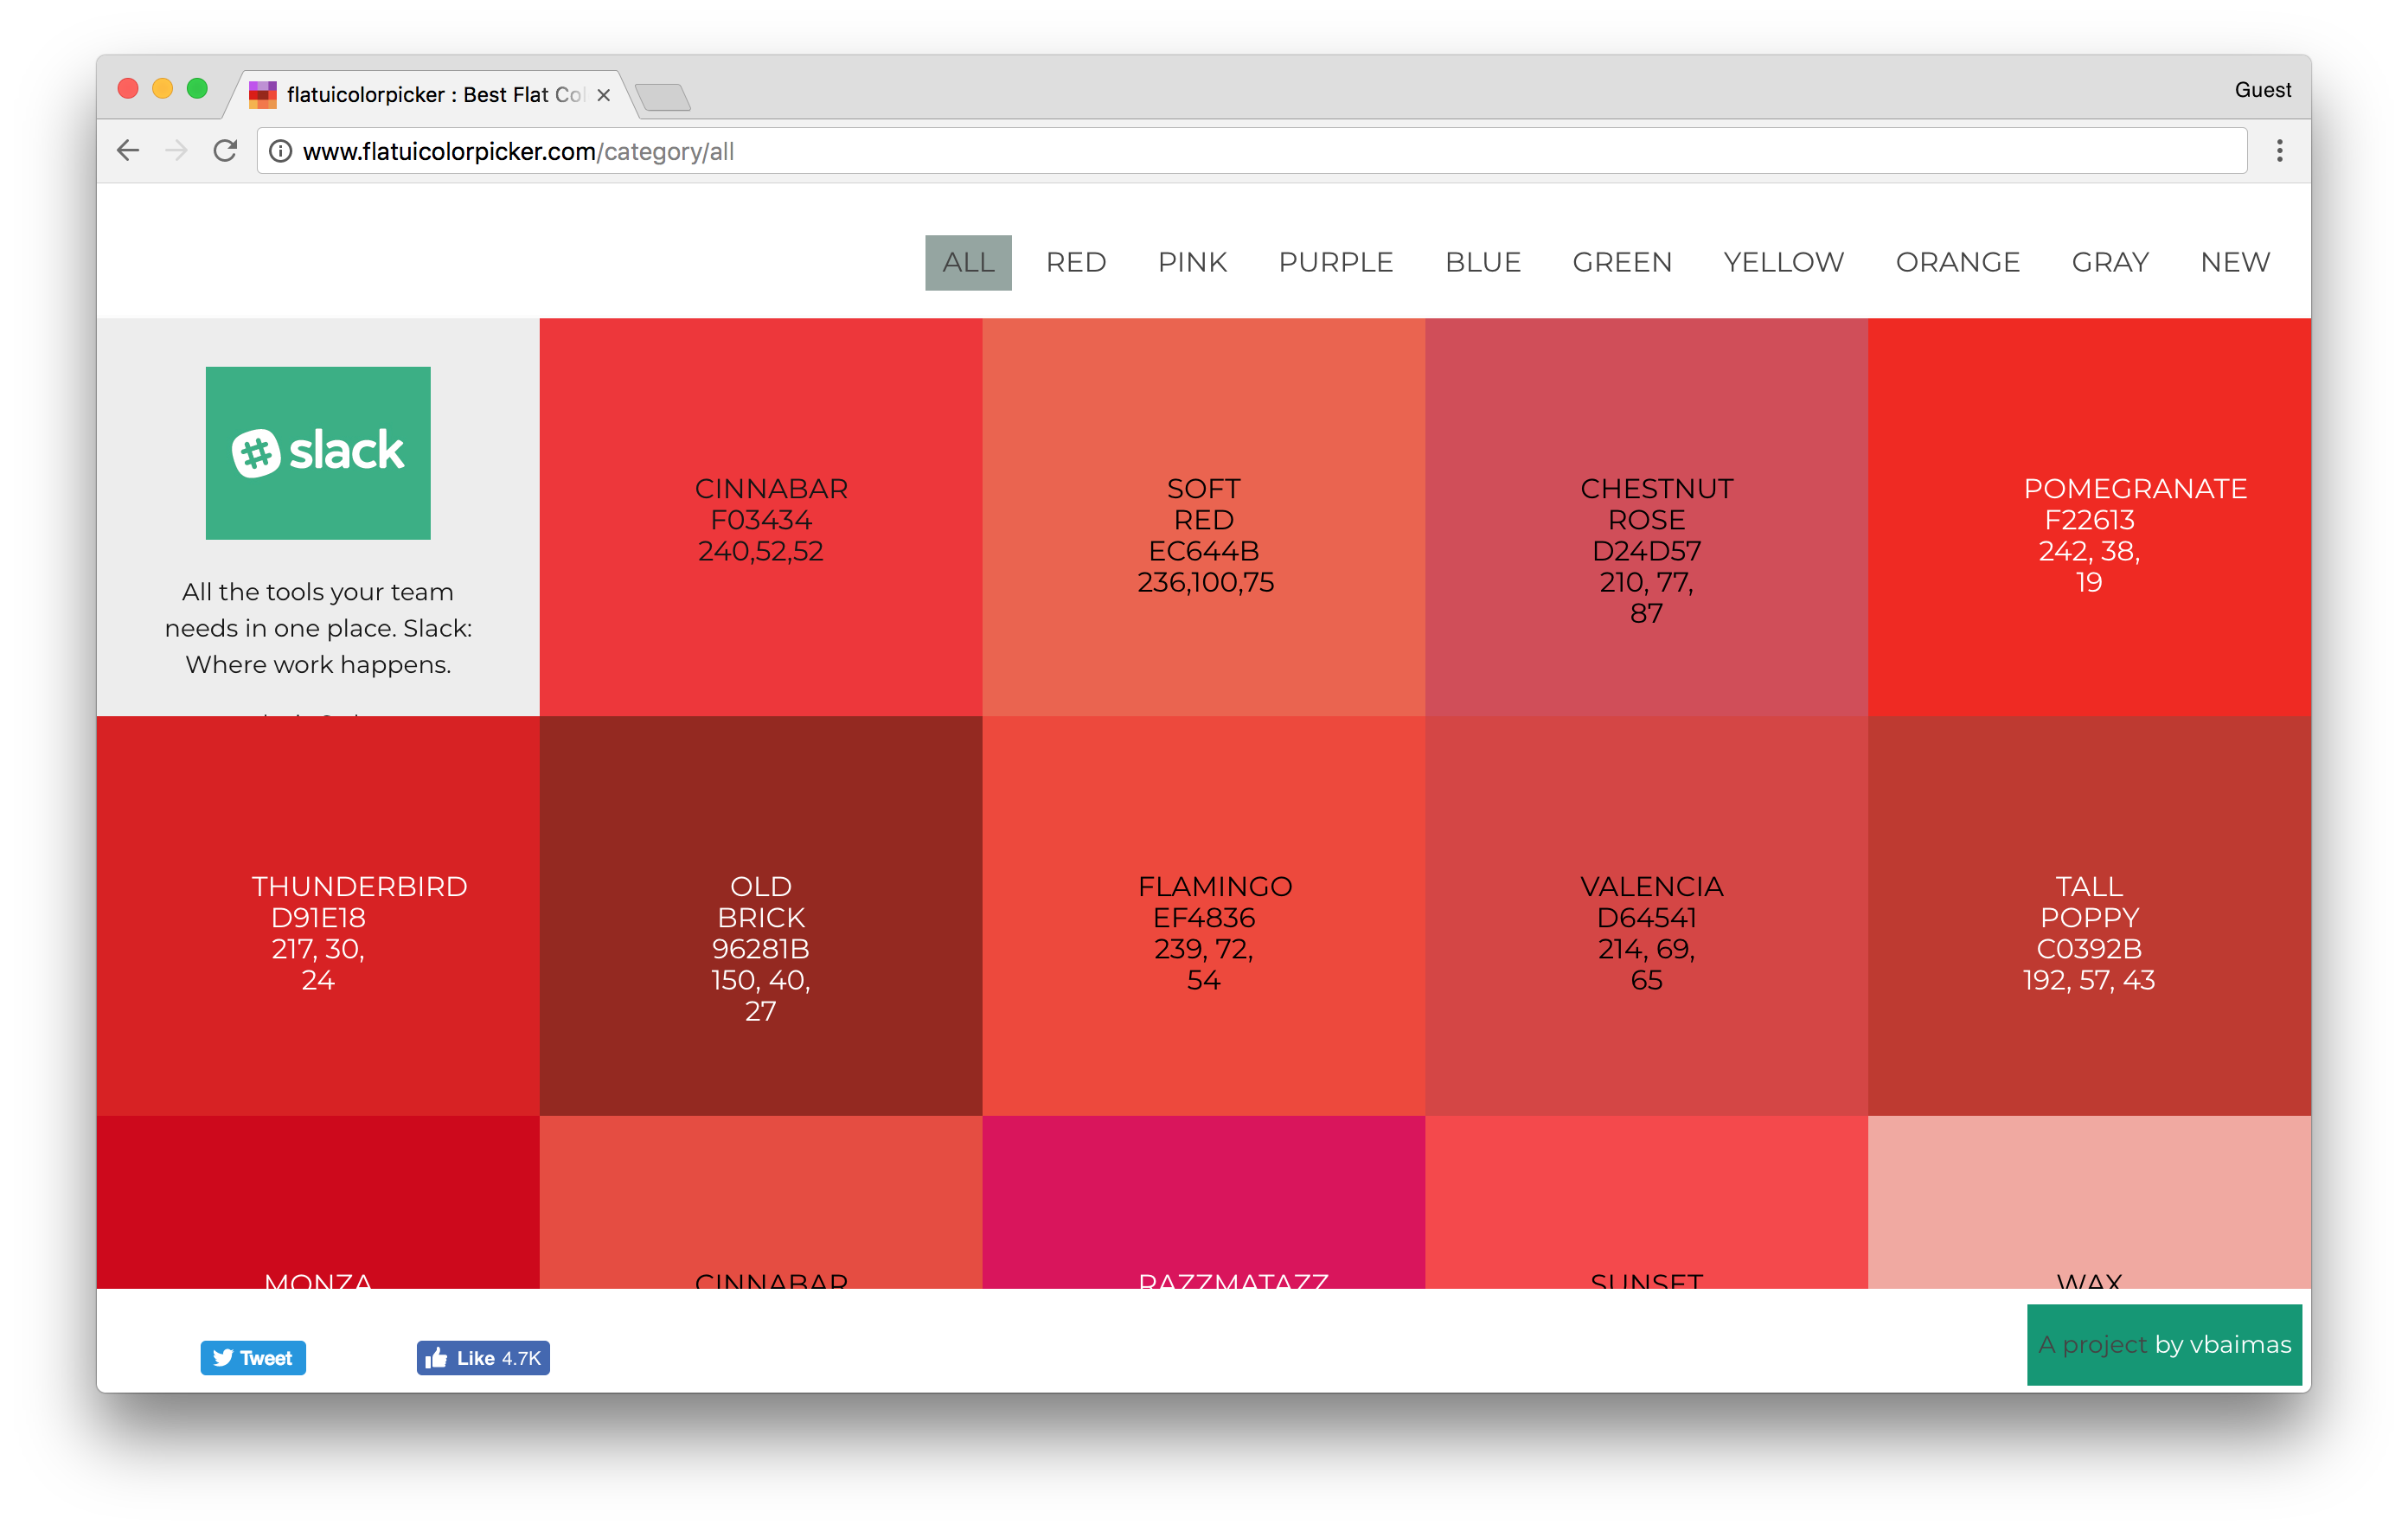 flatuicolorpicker : Best Flat Col
Guest
www.flatuicolorpicker.com/category/all
ALL RED PINK PURPLE BLUE GREEN YELLOW ORANGE GRAY NEW
slack
All the tools your team
needs in one place. Slack:
Where work happens.
CINNABAR
F03434
240,52,52
SOFT
RED
EC644B
236,100,75
CHESTNUT
ROSE
D24D57
210, 77,
87
POMEGRANATE
F22613
242, 38,
19
THUNDERBIRD
D91E18
217, 30,
24
OLD
BRICK
96281B
150, 40,
27
FLAMINGO
EF4836
239, 72,
54
VALENCIA
D64541
214, 69,
65
TALL
POPPY
C0392B
192, 57, 43
MONZA
CINNABAR
RAZZMATAZZ
SUNSET
WAX
Tweet
Like 4.7K
A project by vbaimas